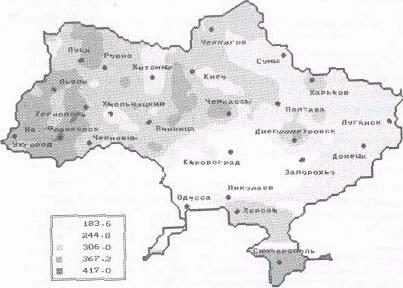 Чернигов
Луцк
Ровно
Сумы
Житомир
Киев
Львов
Харьков
Черкассы
Полтава
Тернополь
Хмельницкий
Луганск
Ив. Франковск
Винница
Днепропетровск
Ужгород
Черновцы
Донецк
Кировоград
Запорожье
Николаев
Одесса
Херсон
Симферополь
183.6
244.8
306.0
367.2
417.0